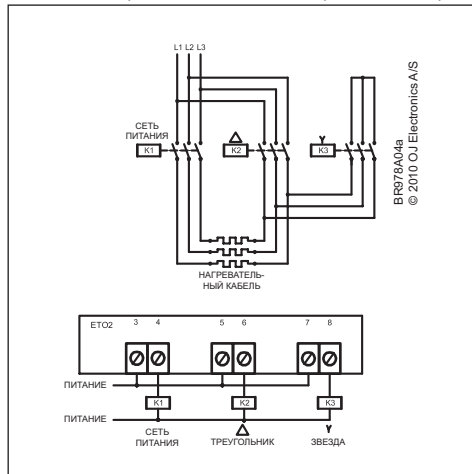 L1 L2 L3
СЕТЬ
ПИТАНИЯ
K1
K2
Y
K3
BR978A04a
© 2010 OJ Electronics A/S
НАГРЕВАТЕЛЬ-
НЫЙ КАБЕЛЬ
ETO2
3 4 5 6 7 8
ПИТАНИЕ
K1 K2 K3
ПИТАНИЕ
СЕТЬ
ПИТАНИЯ
ТРЕУГОЛЬНИК
Y
ЗВЕЗДА